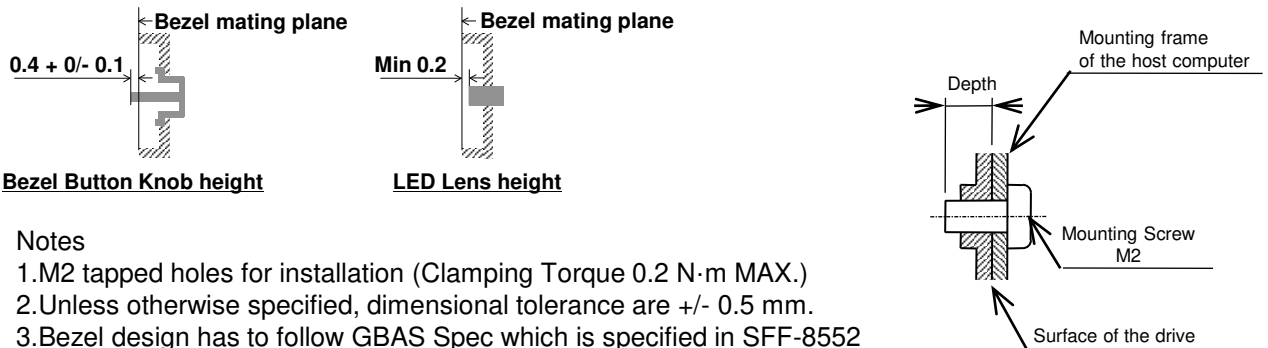 Bezel mating plane
0.4 + 0/- 0.1
Bezel Button Knob height
Bezel mating plane
Min 0.2
LED Lens height
Depth
Mounting frame
of the host computer
Mounting Screw
M2
Surface of the drive
Notes
1.M2 tapped holes for installation (Clamping Torque 0.2 N·m MAX.)
2.Unless otherwise specified, dimensional tolerance are +/- 0.5 mm.
3.Bezel design has to follow GBAS Spec which is specified in SFF-8552